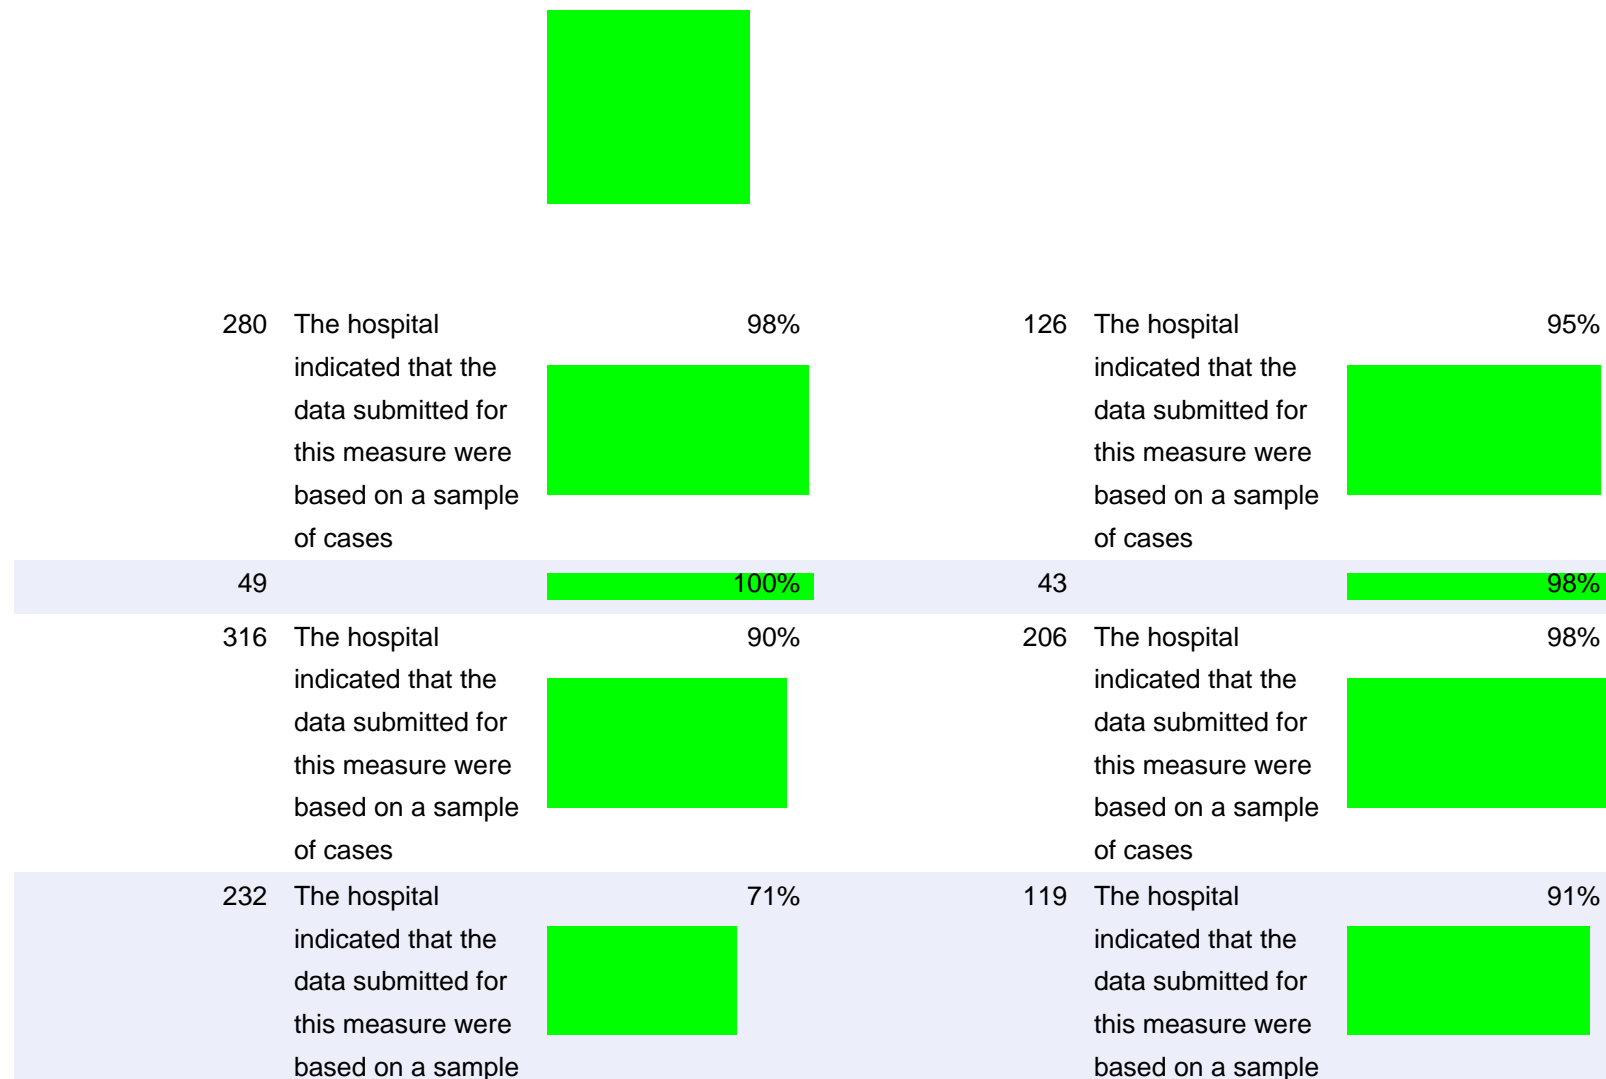 280 The hospital 98% 126 The hospital 95%
indicated that the indicated that the
data submitted for data submitted for
this measure were this measure were
based on a sample based on a sample
of cases of cases
49 100% 43 98%
316 The hospital 90% 206 The hospital 98%
indicated that the indicated that the
data submitted for data submitted for
this measure were this measure were
based on a sample based on a sample
of cases of cases
232 The hospital 71% 119 The hospital 91%
indicated that the indicated that the
data submitted for data submitted for
this measure were this measure were
based on a sample based on a sample